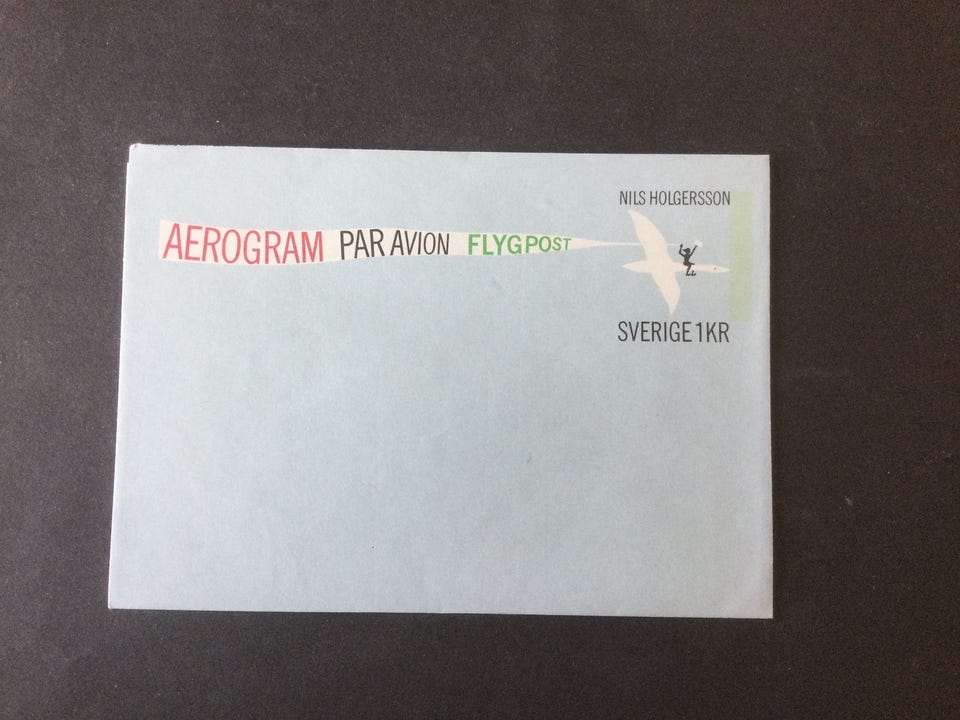 NILS HOLGERSSON
AEROGRAM PAR AVION FLYGPOST
SVERIGE 1KR